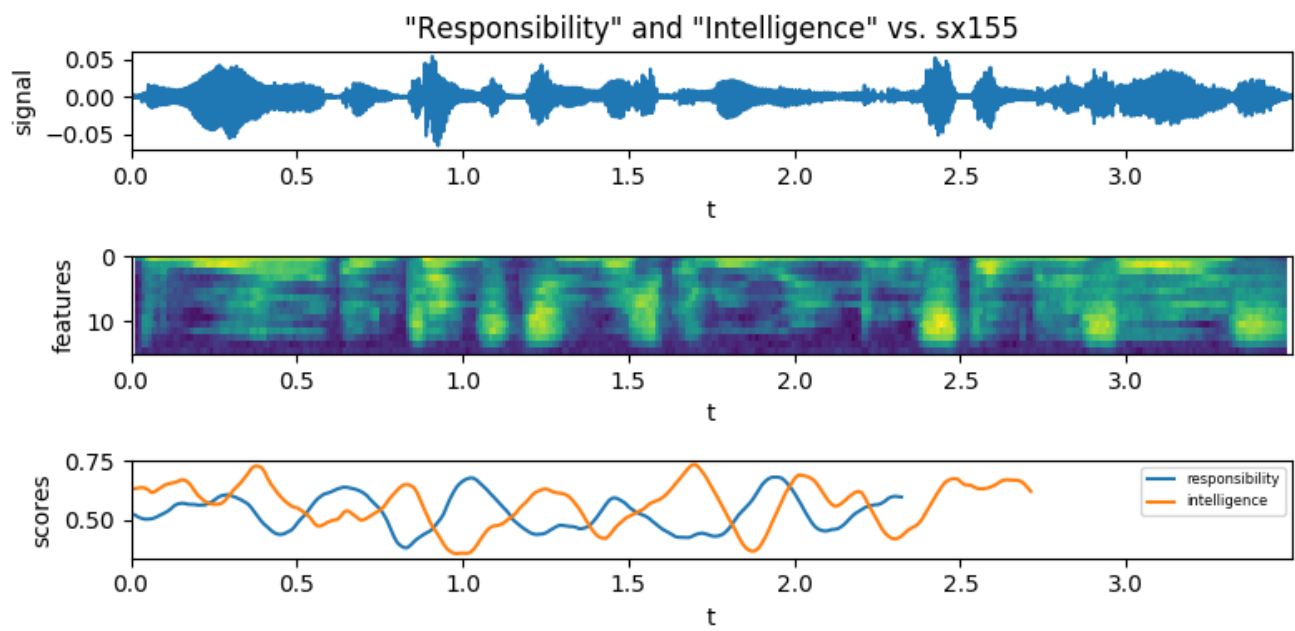 "Responsibility" and "Intelligence" vs. sx155
0.05
0.00
−0.05
signal
0.0 0.5 1.0 1.5 2.0 2.5 3.0
t
0
10
features
0.0 0.5 1.0 1.5 2.0 2.5 3.0
t
0.75
0.50
scores
responsibility
intelligence
0.0 0.5 1.0 1.5 2.0 2.5 3.0
t